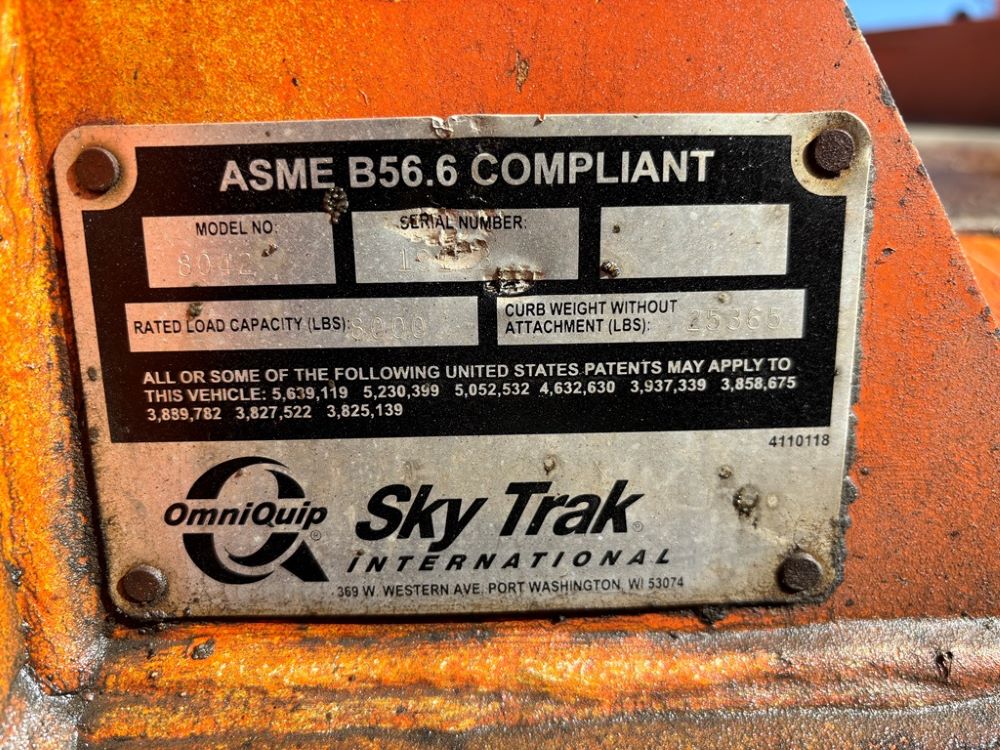 ASME B56.6 COMPLIANT
MODEL NO:
8042
SERIAL NUMBER:
RATED LOAD CAPACITY (LBS): 8000
CURB WEIGHT WITHOUT
ATTACHMENT (LBS): 25365
ALL OR SOME OF THE FOLLOWING UNITED STATES PATENTS MAY APPLY TO
THIS VEHICLE: 5,639,119 5,230,399 5,052,532 4,632,630 3,937,339 3,858,675
3,889,782 3,827,522 3,825,139
4110118
OmniQuip®
Sky Trak®
INTERNATIONAL
369 W. WESTERN AVE. PORT WASHINGTON, WI 53074